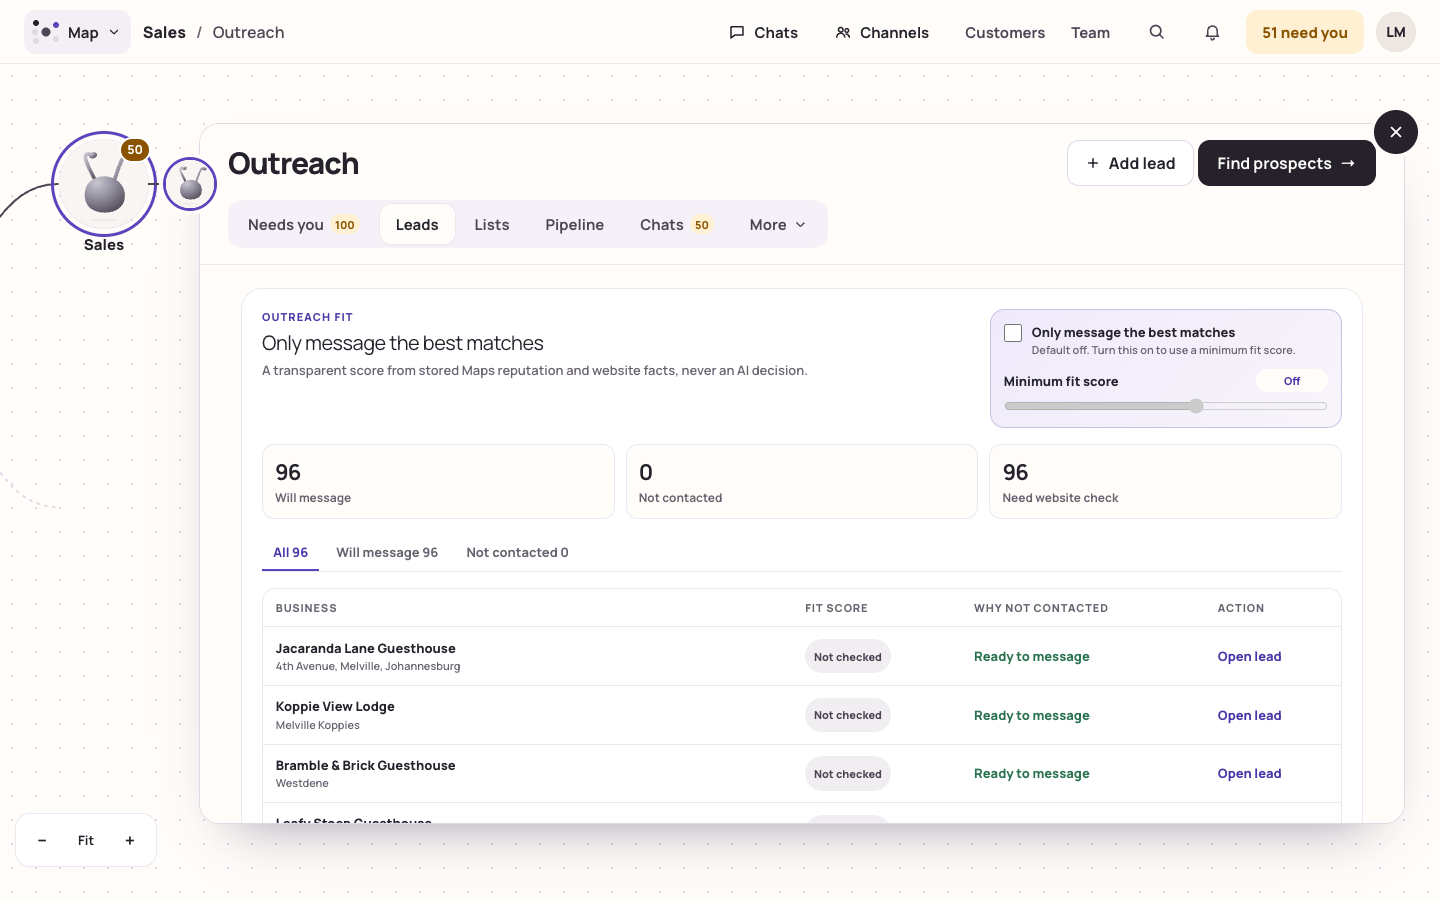 Map
Sales / Outreach
Chats
Channels
Customers
Team
51 need you
LM
50
Sales
Outreach
+ Add lead
Find prospects →
Needs you 100
Leads
Lists
Pipeline
Chats 50
More
OUTREACH FIT
Only message the best matches
A transparent score from stored Maps reputation and website facts, never an AI decision.
Only message the best matches
Default off. Turn this on to use a minimum fit score.
Minimum fit score
Off
96
Will message
0
Not contacted
96
Need website check
All 96
Will message 96
Not contacted 0
BUSINESS FIT SCORE WHY NOT CONTACTED ACTION
Jacaranda Lane Guesthouse
4th Avenue, Melville, Johannesburg
Not checked
Ready to message
Open lead
Koppie View Lodge
Melville Koppies
Not checked
Ready to message
Open lead
Bramble & Brick Guesthouse
Westdene
Not checked
Ready to message
Open lead
Leafy Stoep Guesthouse
− Fit +